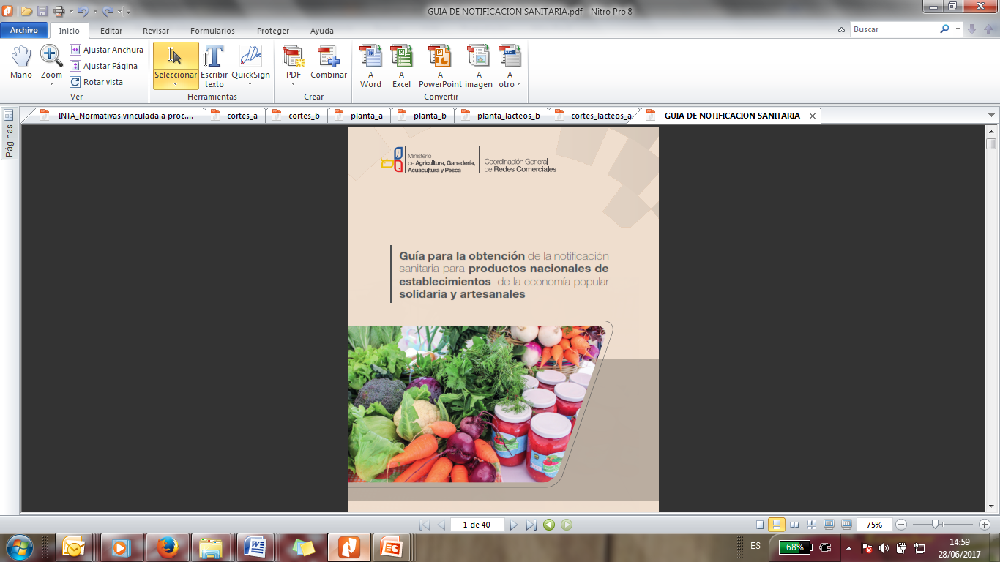 GUIA DE NOTIFICACION SANITARIA.pdf - Nitro Pro 8
Archivo Inicio Editar Revisar Formularios Proteger Ayuda Buscar
Mano
Zoom
Ajustar Anchura
Ajustar Página
Rotar vista
Ver
Seleccionar
Escribir
texto
QuickSign
Herramientas
PDF
Combinar
Crear
A
Word
A
Excel
A
PowerPoint
A
imagen
A
otro
Convertir
INTA_Normativas vinculada a proc.... cortes_a cortes_b planta_a planta_b planta_lacteos_b cortes_lacteos_a GUIA DE NOTIFICACION SANITARIA
Páginas
Ministerio
de Agricultura, Ganadería,
Acuacultura y Pesca
Coordinación General
de Redes Comerciales
Guía para la obtención de la notificación
sanitaria para productos nacionales de
establecimientos de la economía popular
solidaria y artesanales
1 de 40
75%
ES
68%
14:59
28/06/2017